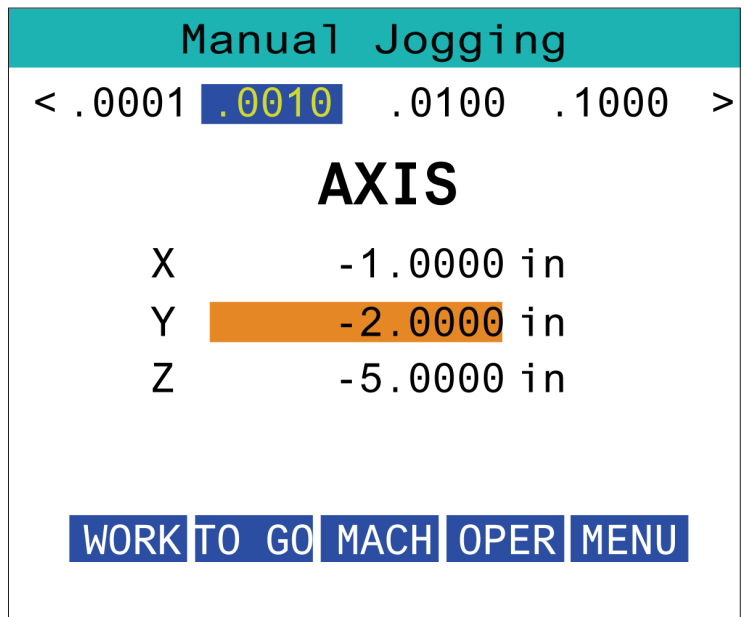 Manual Jogging
< .0001 .0010 .0100 .1000 >
AXIS
X -1.0000 in
Y -2.0000 in
Z -5.0000 in
WORK TO GO MACH OPER MENU